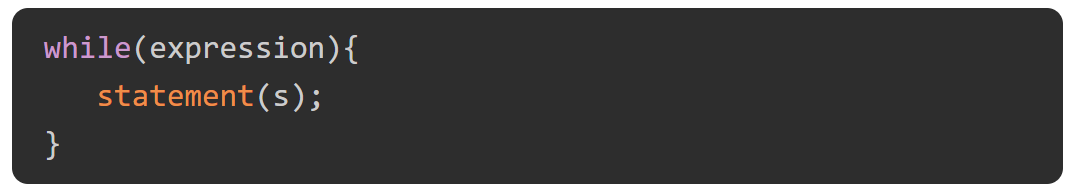 while(expression){
   statement(s);
}